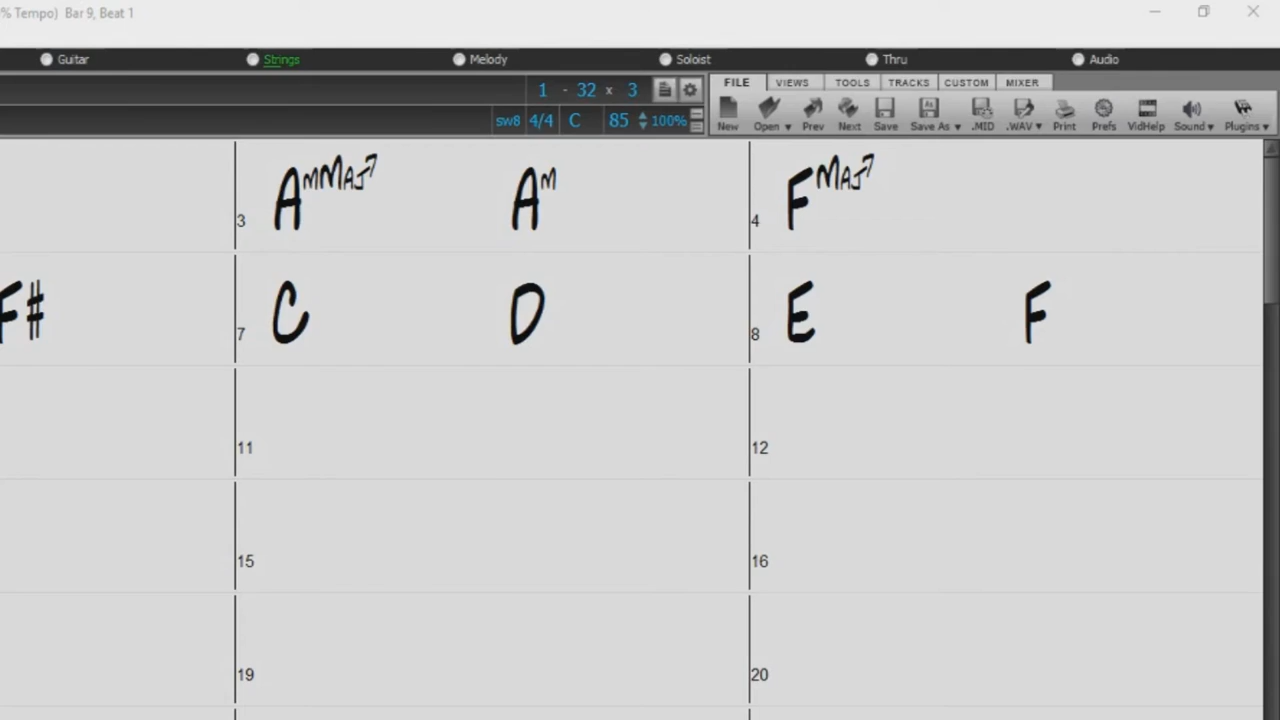 % Tempo) Bar 9, Beat 1
Guitar Strings Melody Soloist Thru Audio
1 - 32 x 3 FILE VIEWS TOOLS TRACKS CUSTOM MIXER
sw8 4/4 C 85 100% New Open Prev Next Save Save As .MID .WAV Print Prefs VidHelp Sound Plugins
3 AmMAJ7 Am 4 FMAJ7
F# 7 C D 8 E F
11 12
15 16
19 20